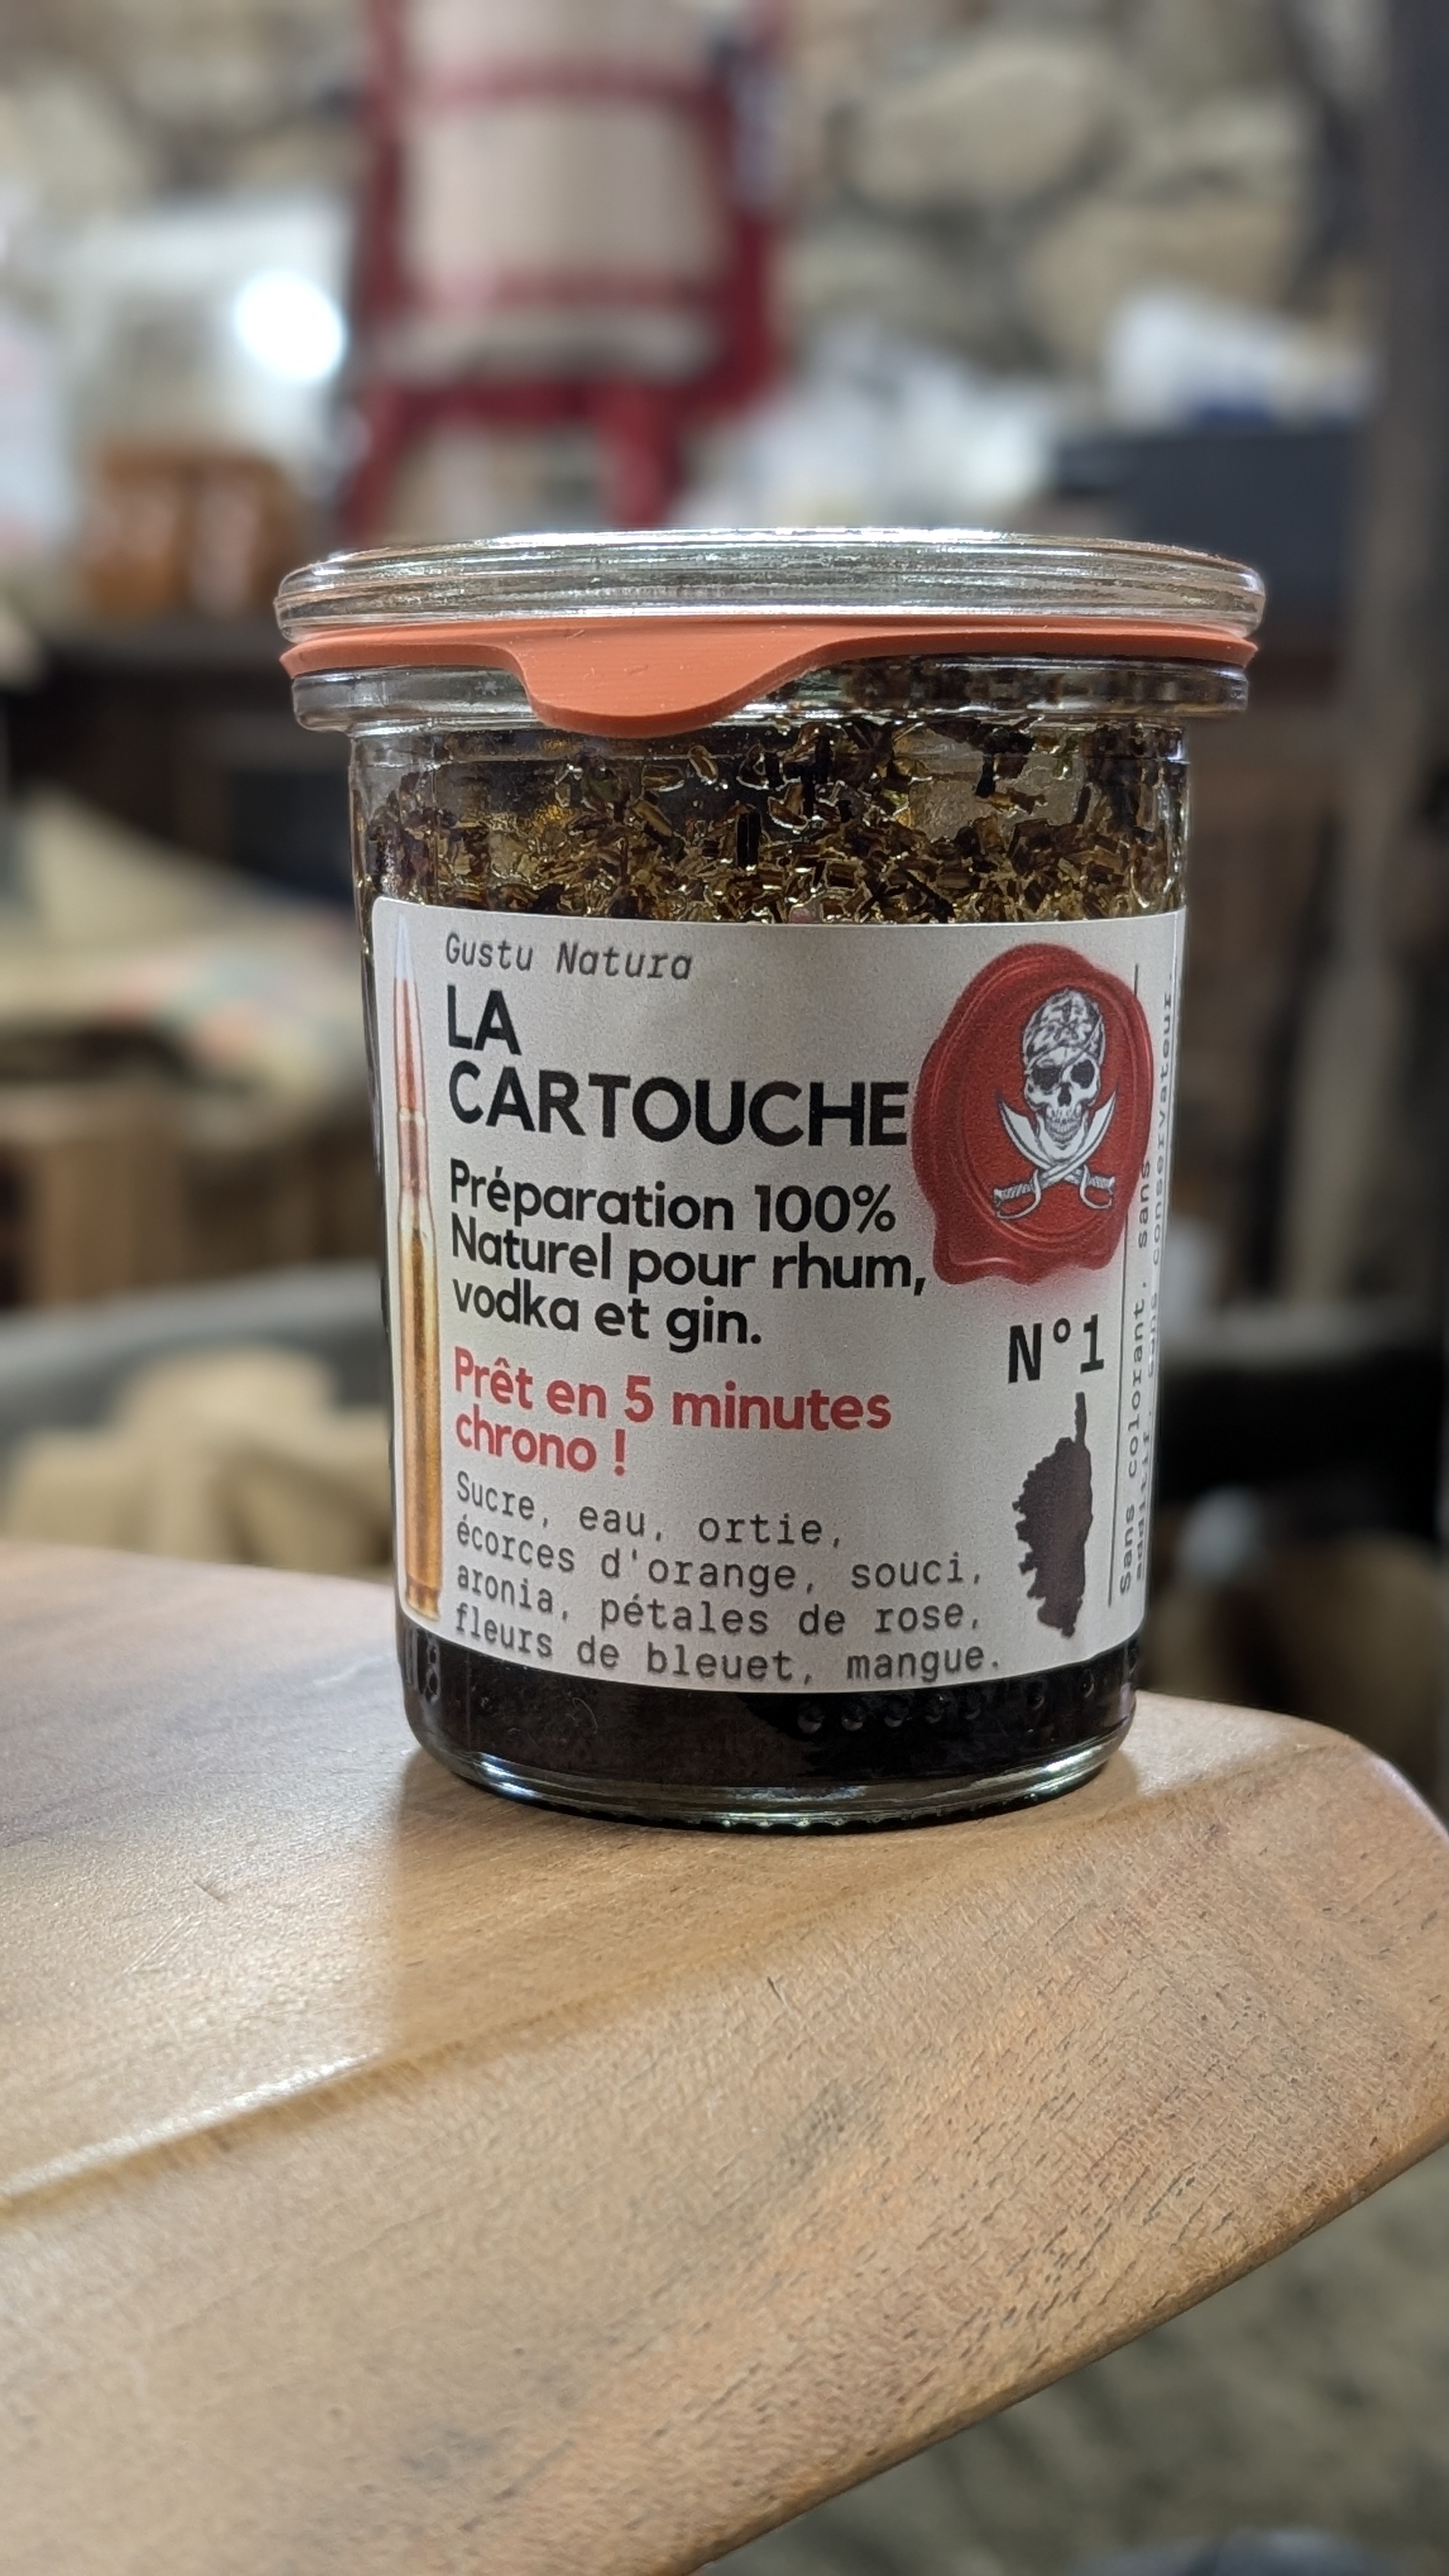 Gustu Natura
LA
CARTOUCHE
Préparation 100%
Naturel pour rhum,
vodka et gin.
Prêt en 5 minutes
chrono !
Sucre, eau, ortie,
écorces d'orange, souci,
aronia, pétales de rose,
fleurs de bleuet, mangue.
N°1
Sans colorant, sans
additif, sans conservateur.